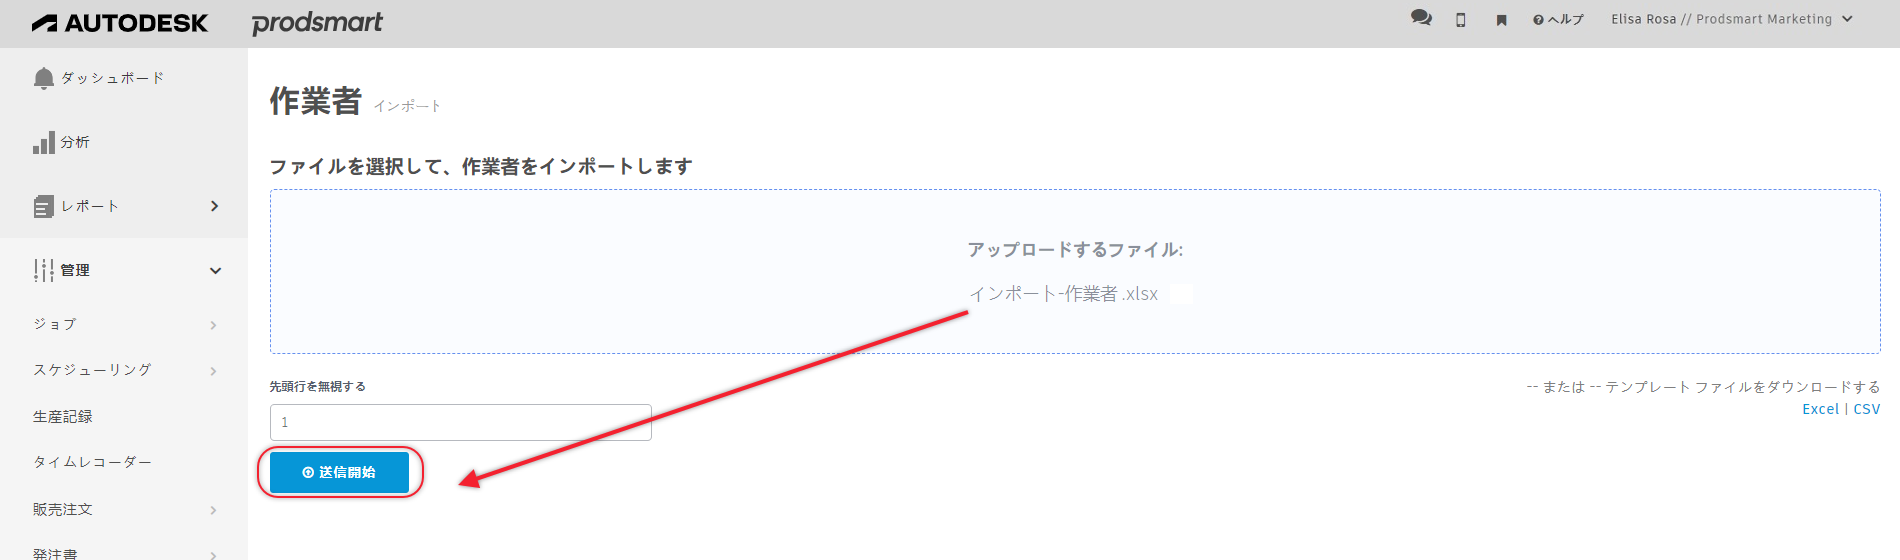 AUTODESK prodsmart ヘルプ Elisa Rosa // Prodsmart Marketing
ダッシュボード
分析
レポート
管理
ジョブ
スケジューリング
生産記録
タイムレコーダー
販売注文
発注書
作業者 インポート
ファイルを選択して、作業者をインポートします
アップロードするファイル:
インポート-作業者.xlsx
先頭行を無視する
1
送信開始
-- または -- テンプレート ファイルをダウンロードする
Excel | CSV